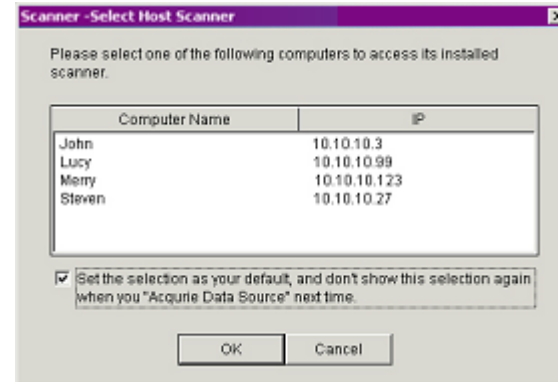 Scanner -Select Host Scanner
Please select one of the following computers to access its installed
scanner.
Computer Name IP
John 10.10.10.3
Lucy 10.10.10.99
Merry 10.10.10.123
Steven 10.10.10.27
Set the selection as your default, and don't show this selection again
when you "Acqurie Data Source" next time.
OK Cancel